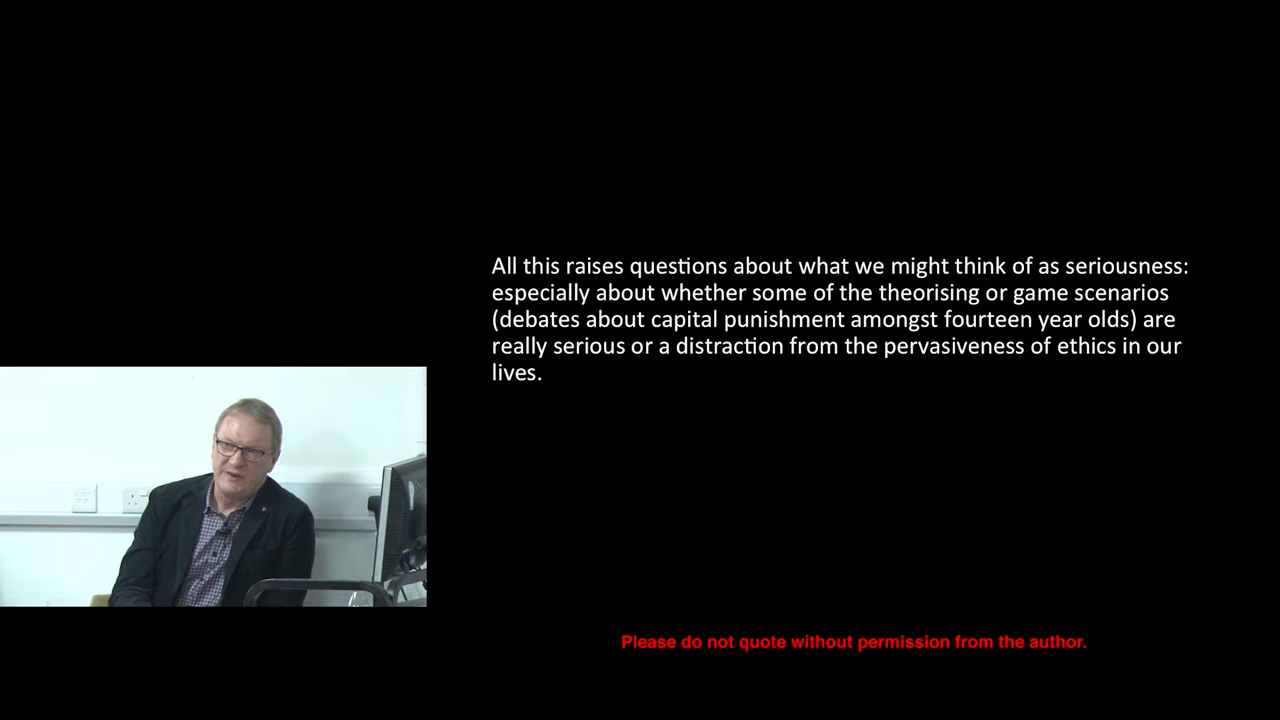 All this raises questions about what we might think of as seriousness:
especially about whether some of the theorising or game scenarios
(debates about capital punishment amongst fourteen year olds) are
really serious or a distraction from the pervasiveness of ethics in our
lives.
Please do not quote without permission from the author.